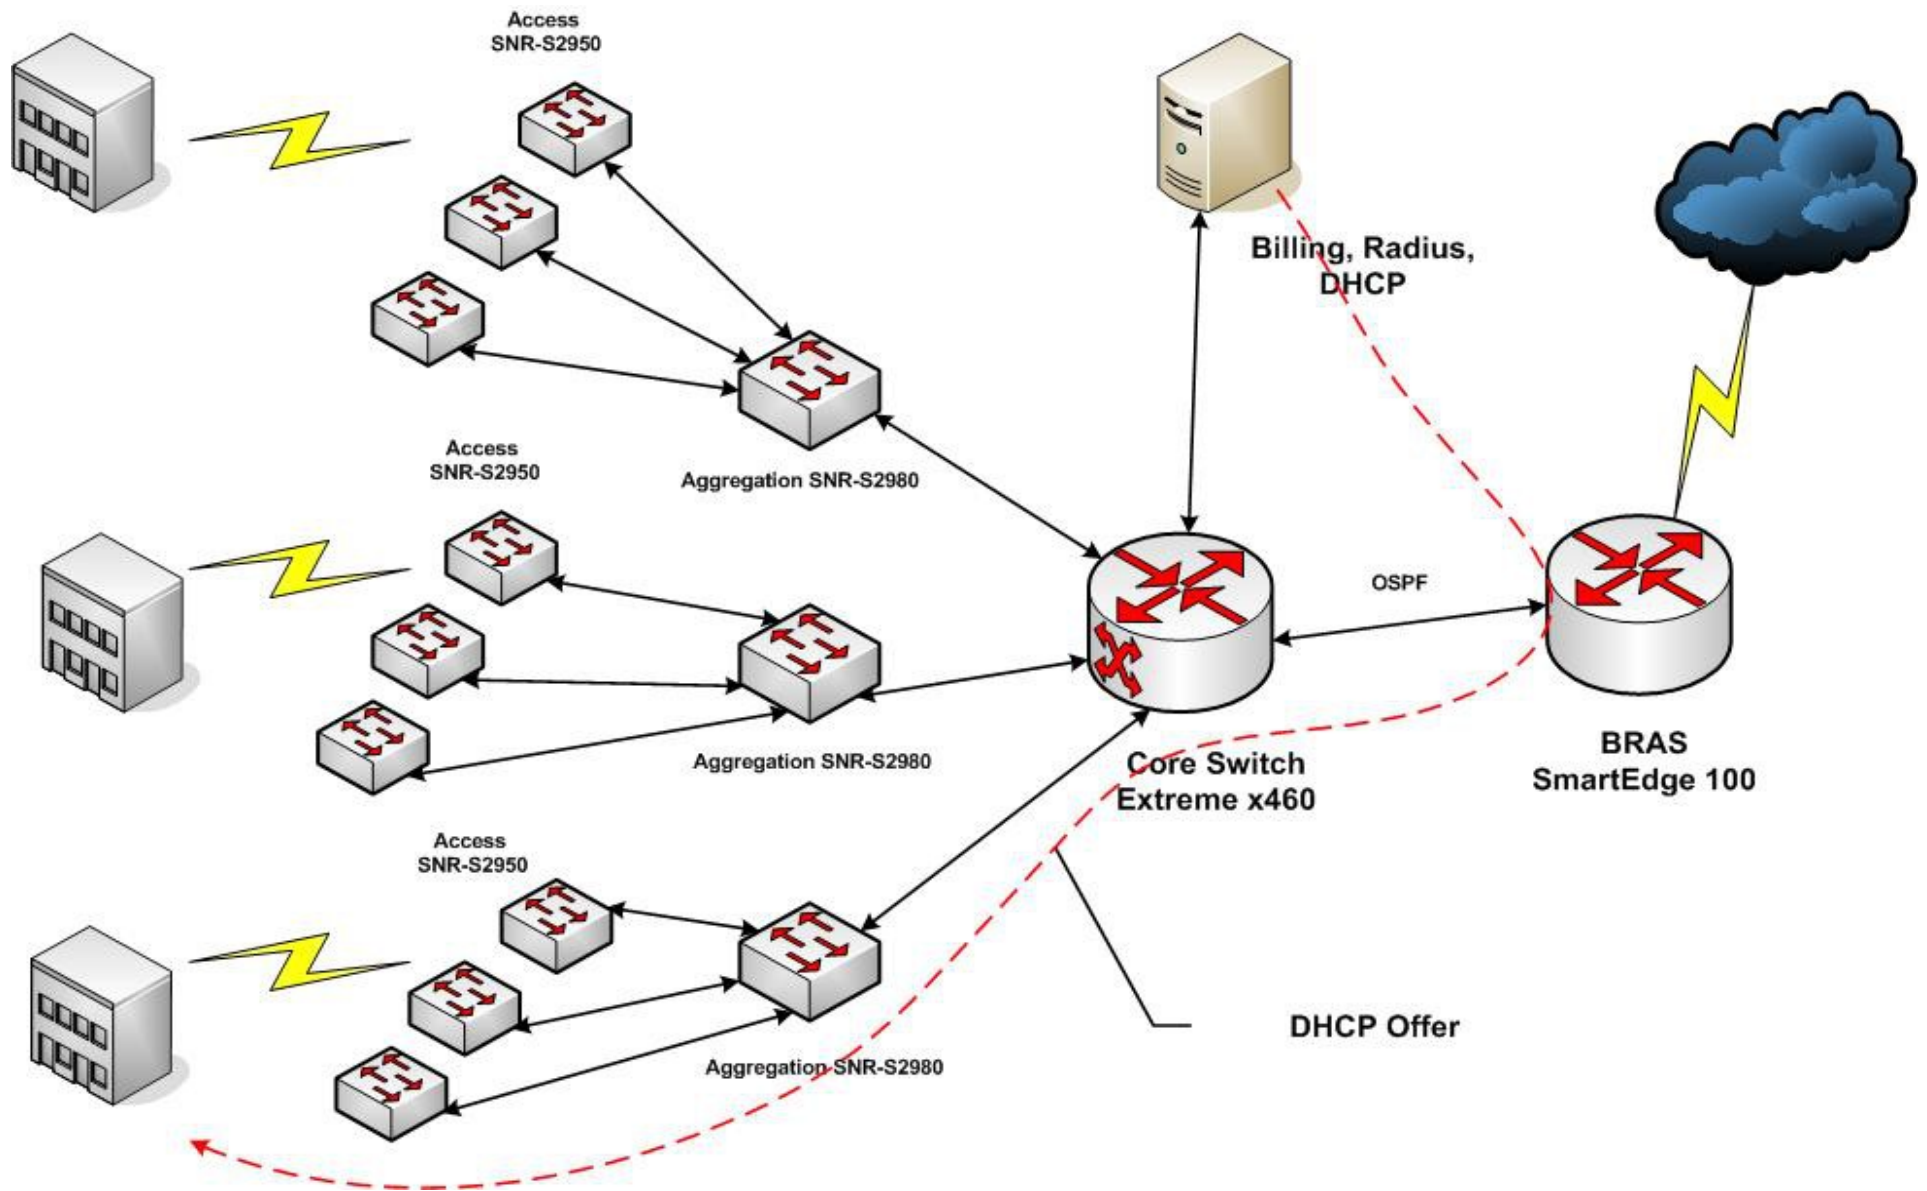 Access
SNR-S2950
Billing, Radius,
DHCP
Access
SNR-S2950
Aggregation SNR-S2980
OSPF
Aggregation SNR-S2980
Core Switch
Extreme x460
BRAS
SmartEdge 100
Access
SNR-S2950
DHCP Offer
Aggregation SNR-S2980